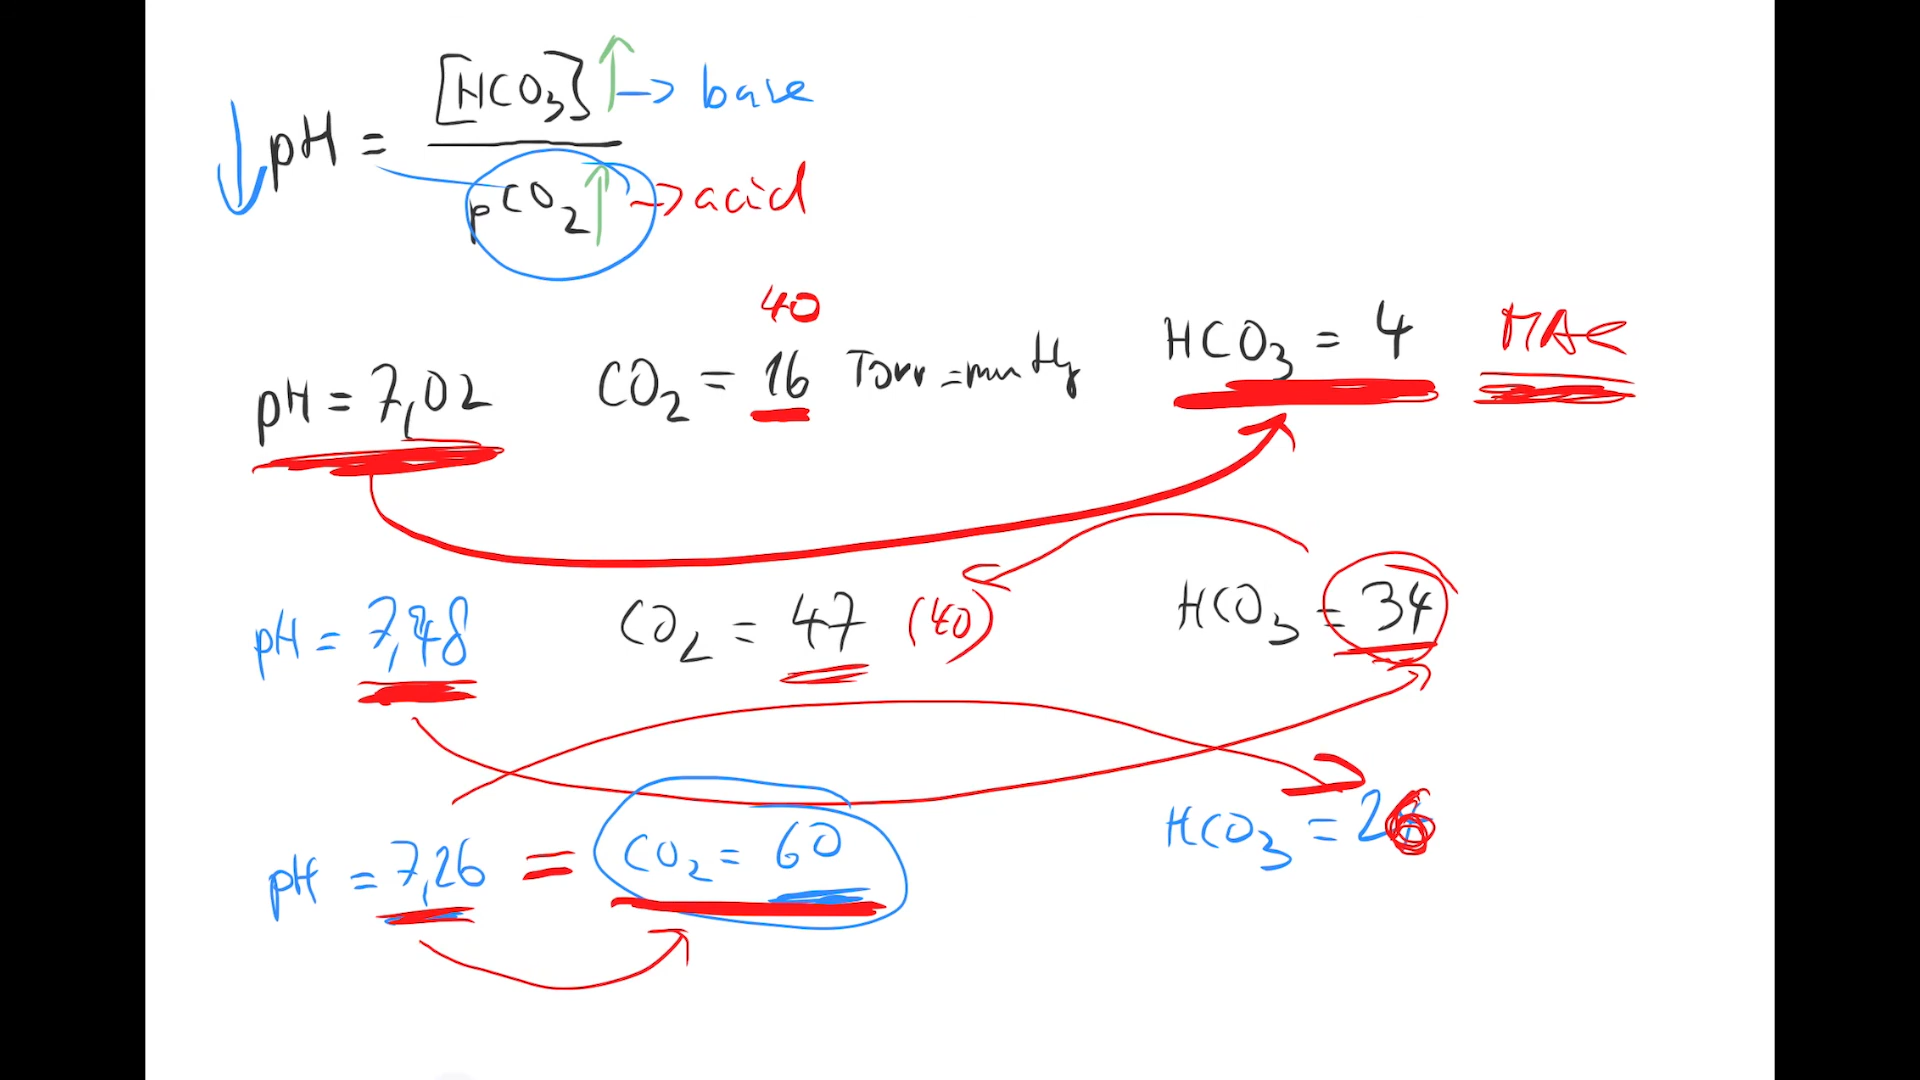 [HCO3] ↑ → base
↓ pH =
pCO2 ↑ → acid
40
pH = 7,02 CO2 = 16 Torr = mmHg HCO3 = 4 MAC
pH = 7,48 CO2 = 47 (40) HCO3 = 34
pH = 7,26 = CO2 = 60 HCO3 = 26